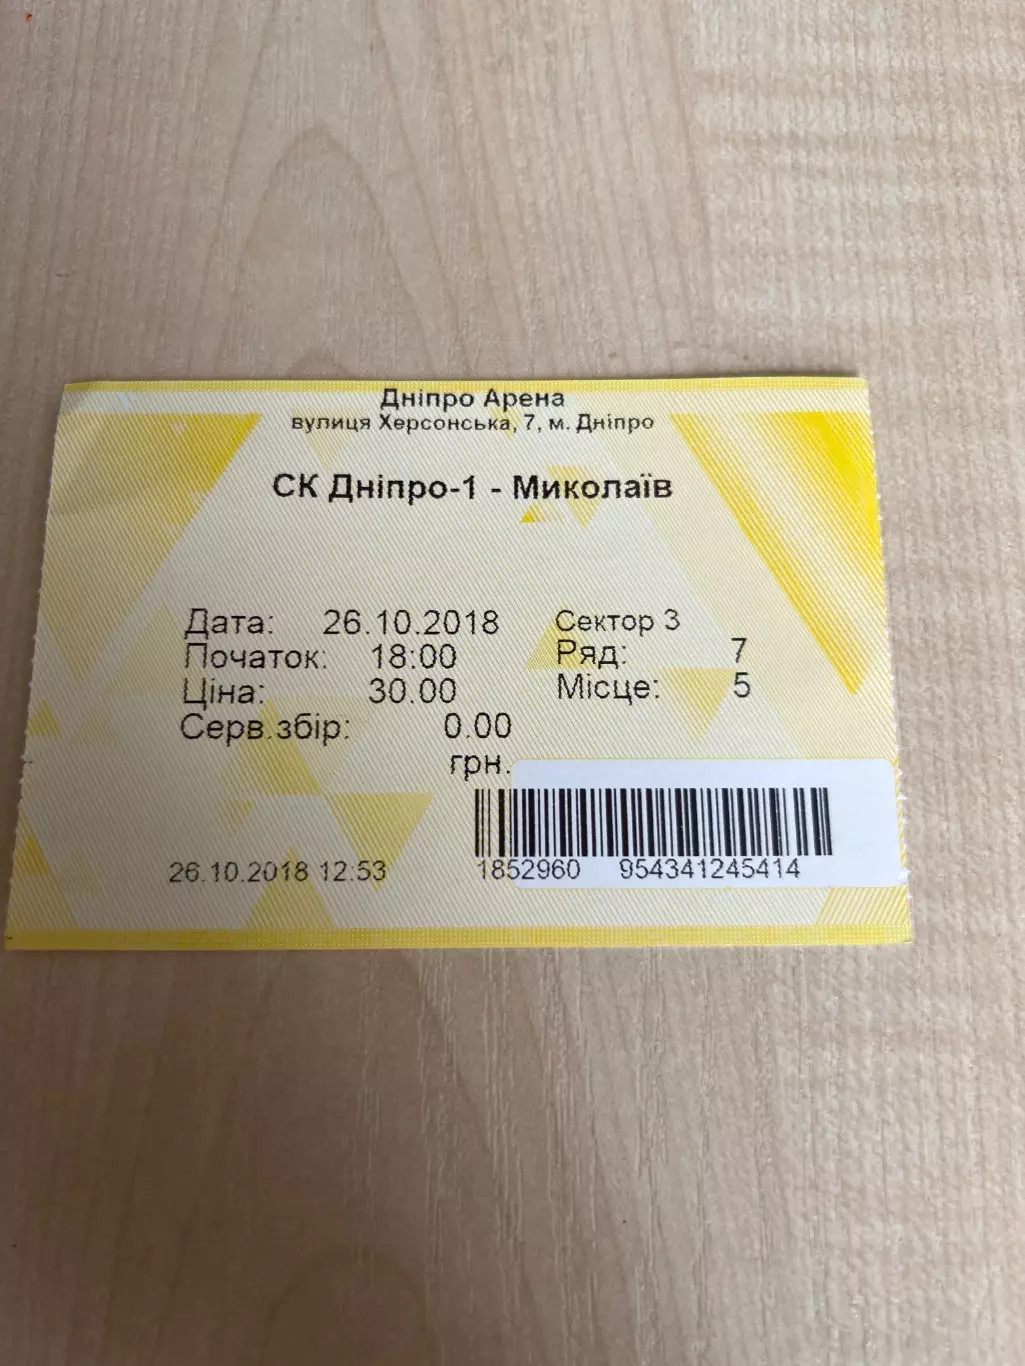 Дніпро Арена
вулиця Херсонська, 7, м. Дніпро
СК Дніпро-1 - Миколаїв
Дата: 26.10.2018 Сектор 3
Початок: 18:00 Ряд: 7
Ціна: 30.00 Місце: 5
Серв.збір: 0.00
грн.
26.10.2018 12:53 1852960 954341245414